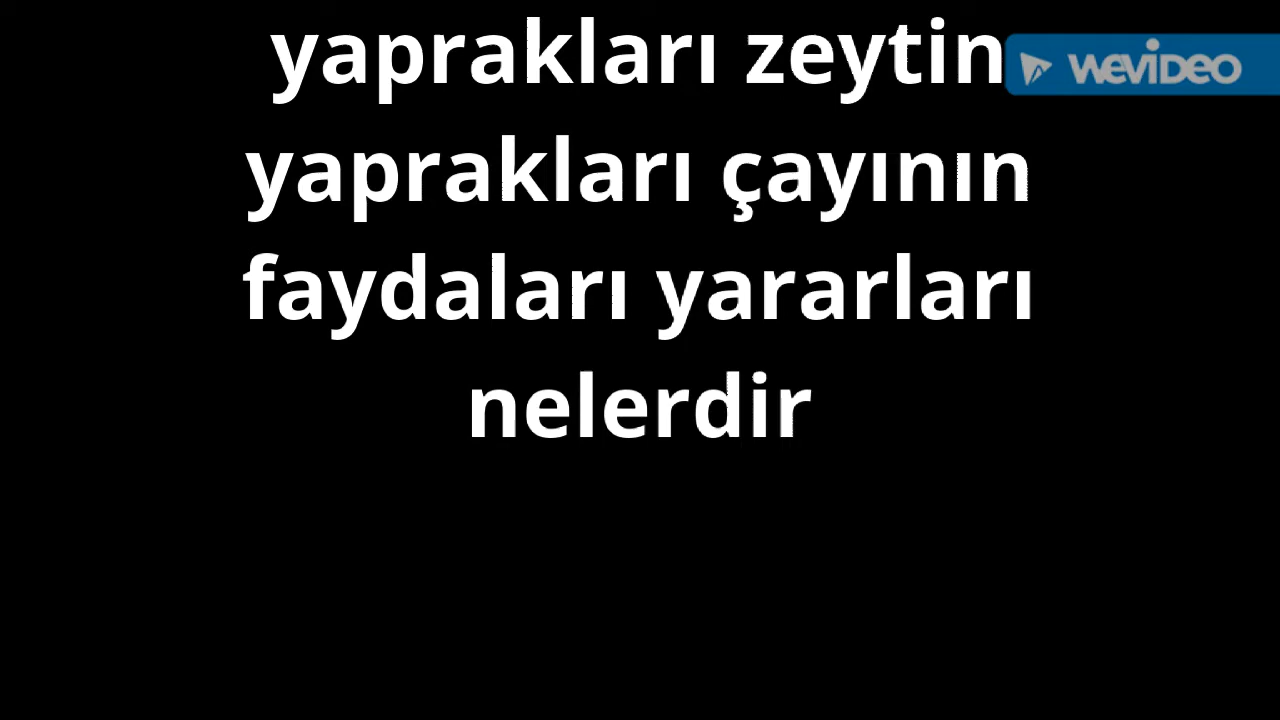 yaprakları zeytin
WEVIDEO
yaprakları çayının
faydaları yararları
nelerdir